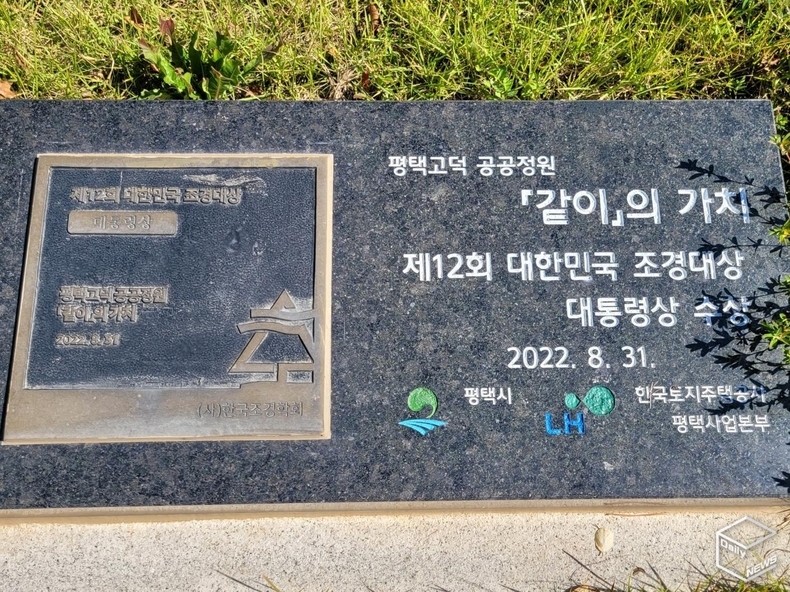 제12회 대한민국 조경대상
대통령상
평택고덕 공공정원
'같이'의 가치
2022. 8. 31
(사)한국조경학회
평택고덕 공공정원
『같이』의 가치
제12회 대한민국 조경대상
대통령상 수상
2022. 8. 31.
평택시
LH
한국토지주택공사
평택사업본부
Daily
NEWS